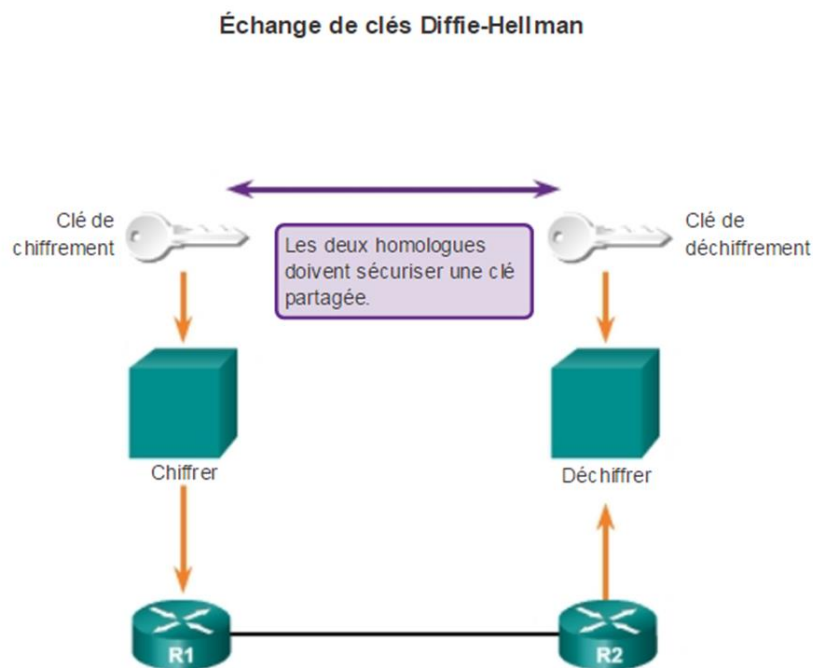 Échange de clés Diffie-Hellman
Clé de
chiffrement
Les deux homologues
doivent sécuriser une clé
partagée.
Clé de
déchiffrement
Chiffrer
Déchiffrer
R1
R2